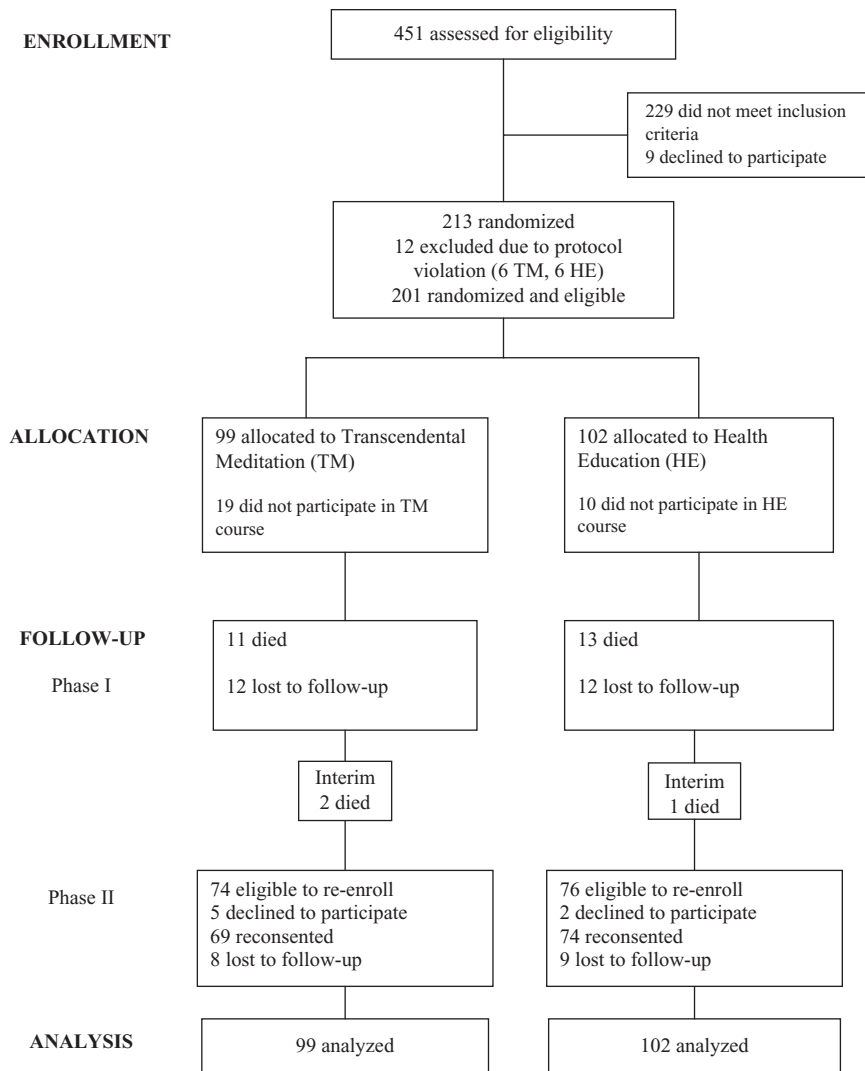 ENROLLMENT
451 assessed for eligibility
229 did not meet inclusion
criteria
9 declined to participate
213 randomized
12 excluded due to protocol
violation (6 TM, 6 HE)
201 randomized and eligible
ALLOCATION
99 allocated to Transcendental
Meditation (TM)
19 did not participate in TM
course
102 allocated to Health
Education (HE)
10 did not participate in HE
course
FOLLOW-UP
Phase I
11 died
12 lost to follow-up
13 died
12 lost to follow-up
Interim
2 died
Interim
1 died
Phase II
74 eligible to re-enroll
5 declined to participate
69 reconsented
8 lost to follow-up
76 eligible to re-enroll
2 declined to participate
74 reconsented
9 lost to follow-up
ANALYSIS
99 analyzed
102 analyzed